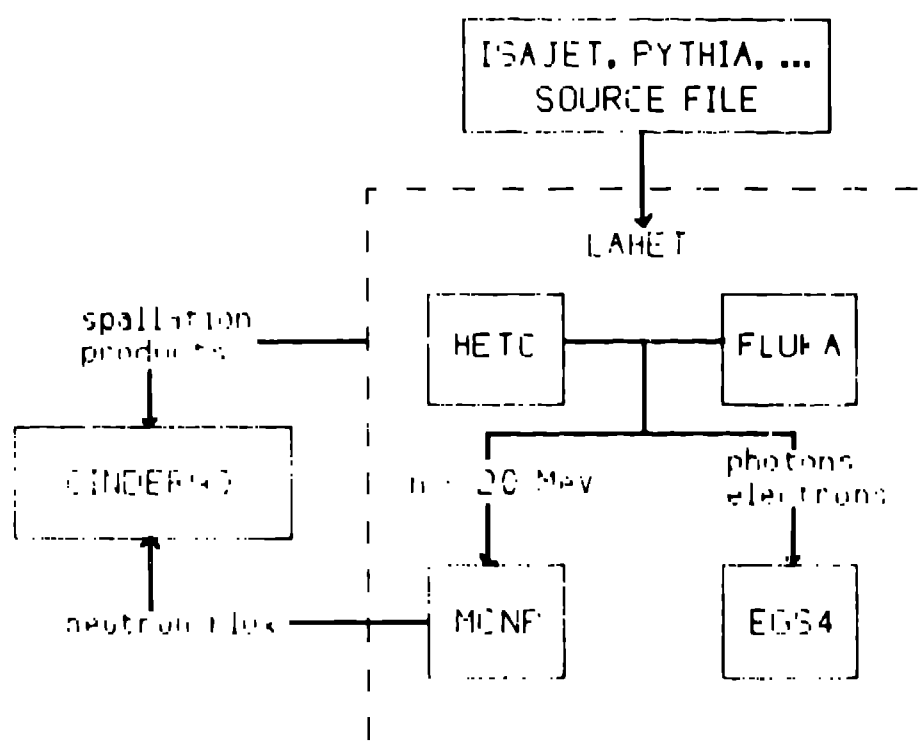 ISAJET, PYTHIA, ...
SOURCE FILE
LAHET
spallation
products
HETC
FLUKA
CINDER90
n < 20 MeV
photons
electrons
neutron flux
MCNP
EGS4